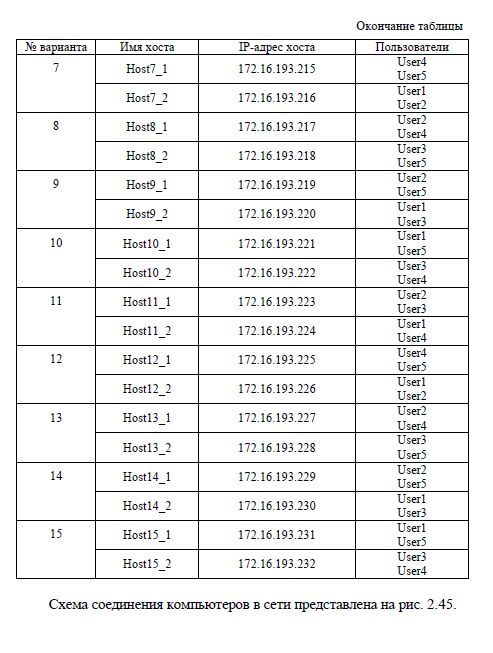 Окончание таблицы
№ варианта Имя хоста IP-адрес хоста Пользователи
7 Host7_1 172.16.193.215 User4
User5
Host7_2 172.16.193.216 User1
User2
8 Host8_1 172.16.193.217 User2
User4
Host8_2 172.16.193.218 User3
User5
9 Host9_1 172.16.193.219 User2
User5
Host9_2 172.16.193.220 User1
User3
10 Host10_1 172.16.193.221 User1
User5
Host10_2 172.16.193.222 User3
User4
11 Host11_1 172.16.193.223 User2
User3
Host11_2 172.16.193.224 User1
User4
12 Host12_1 172.16.193.225 User4
User5
Host12_2 172.16.193.226 User1
User2
13 Host13_1 172.16.193.227 User2
User4
Host13_2 172.16.193.228 User3
User5
14 Host14_1 172.16.193.229 User2
User5
Host14_2 172.16.193.230 User1
User3
15 Host15_1 172.16.193.231 User1
User5
Host15_2 172.16.193.232 User3
User4
Схема соединения компьютеров в сети представлена на рис. 2.45.